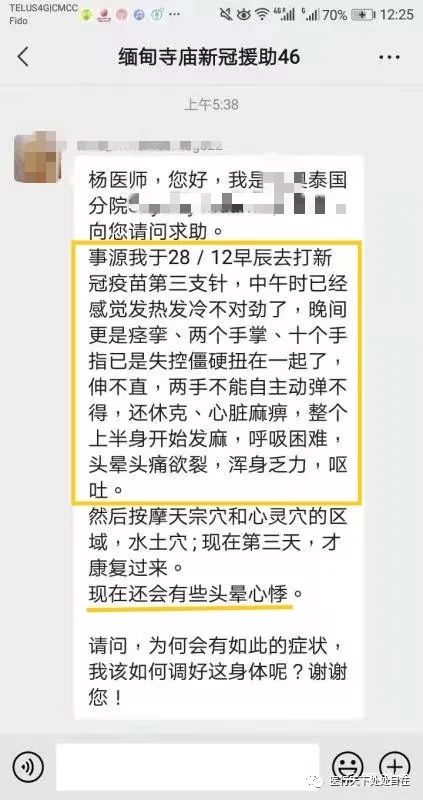 TELUS4G|CMCC
Fido
70%
12:25
缅甸寺庙新冠援助46
上午5:38
杨医师，您好，我是
泰国
分院
向您请问求助。
事源我于28 / 12早辰去打新
冠疫苗第三支针，中午时已经
感觉发热发冷不对劲了，晚间
更是痉挛、两个手掌、十个手
指已是失控僵硬扭在一起了，
伸不直，两手不能自主动弹不
得，还休克、心脏麻痹，整个
上半身开始发麻，呼吸困难，
头晕头痛欲裂，浑身乏力，呕
吐。
然后按摩天宗穴和心灵穴的区
域，水土穴；现在第三天，才
康复过来。
现在还会有些头晕心悸。
请问，为何会有如此的症状，
我该如何调好这身体呢？谢谢
您！
医行天下处处自在